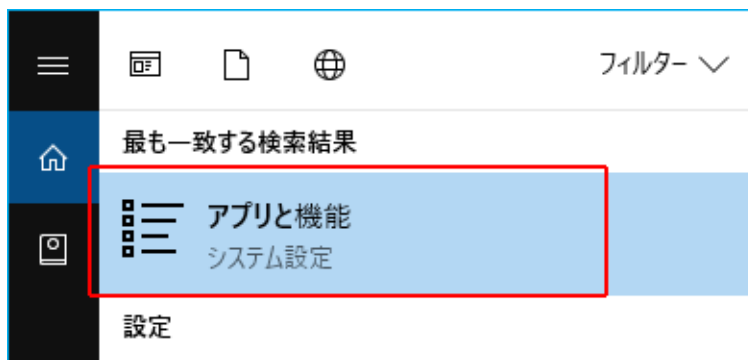 フィルター
最も一致する検索結果
アプリと機能
システム設定
設定